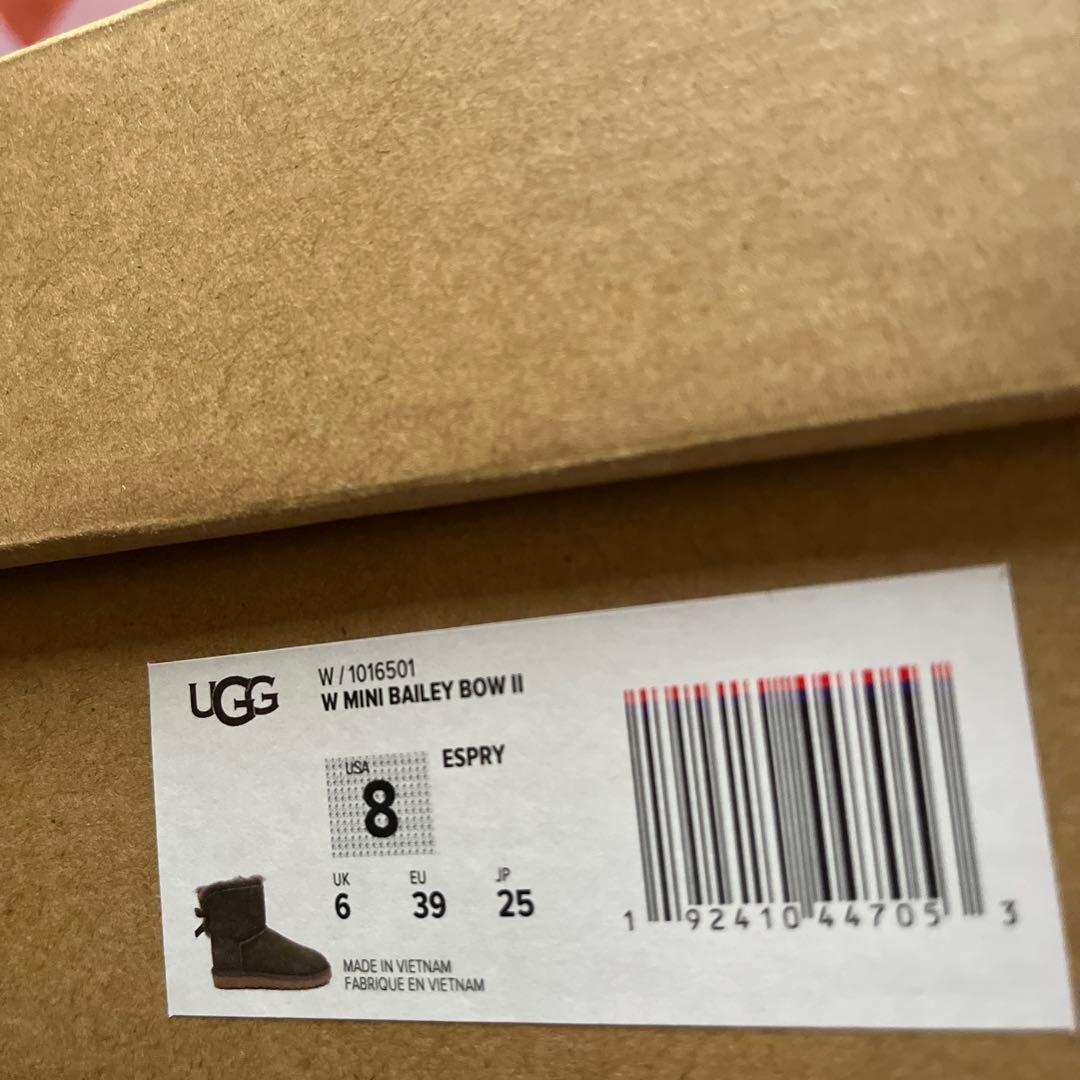 UGG
W / 1016501
W MINI BAILEY BOW II
USA
8
ESPRY
UK EU JP
6 39 25
MADE IN VIETNAM
FABRIQUE EN VIETNAM
1 92410 44705 3